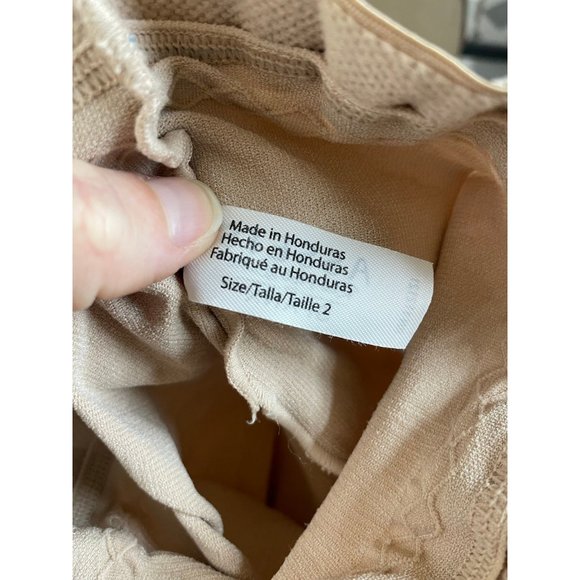 Made in Honduras
Hecho en Honduras
Fabriqué au Honduras
Size/Talla/Taille 2